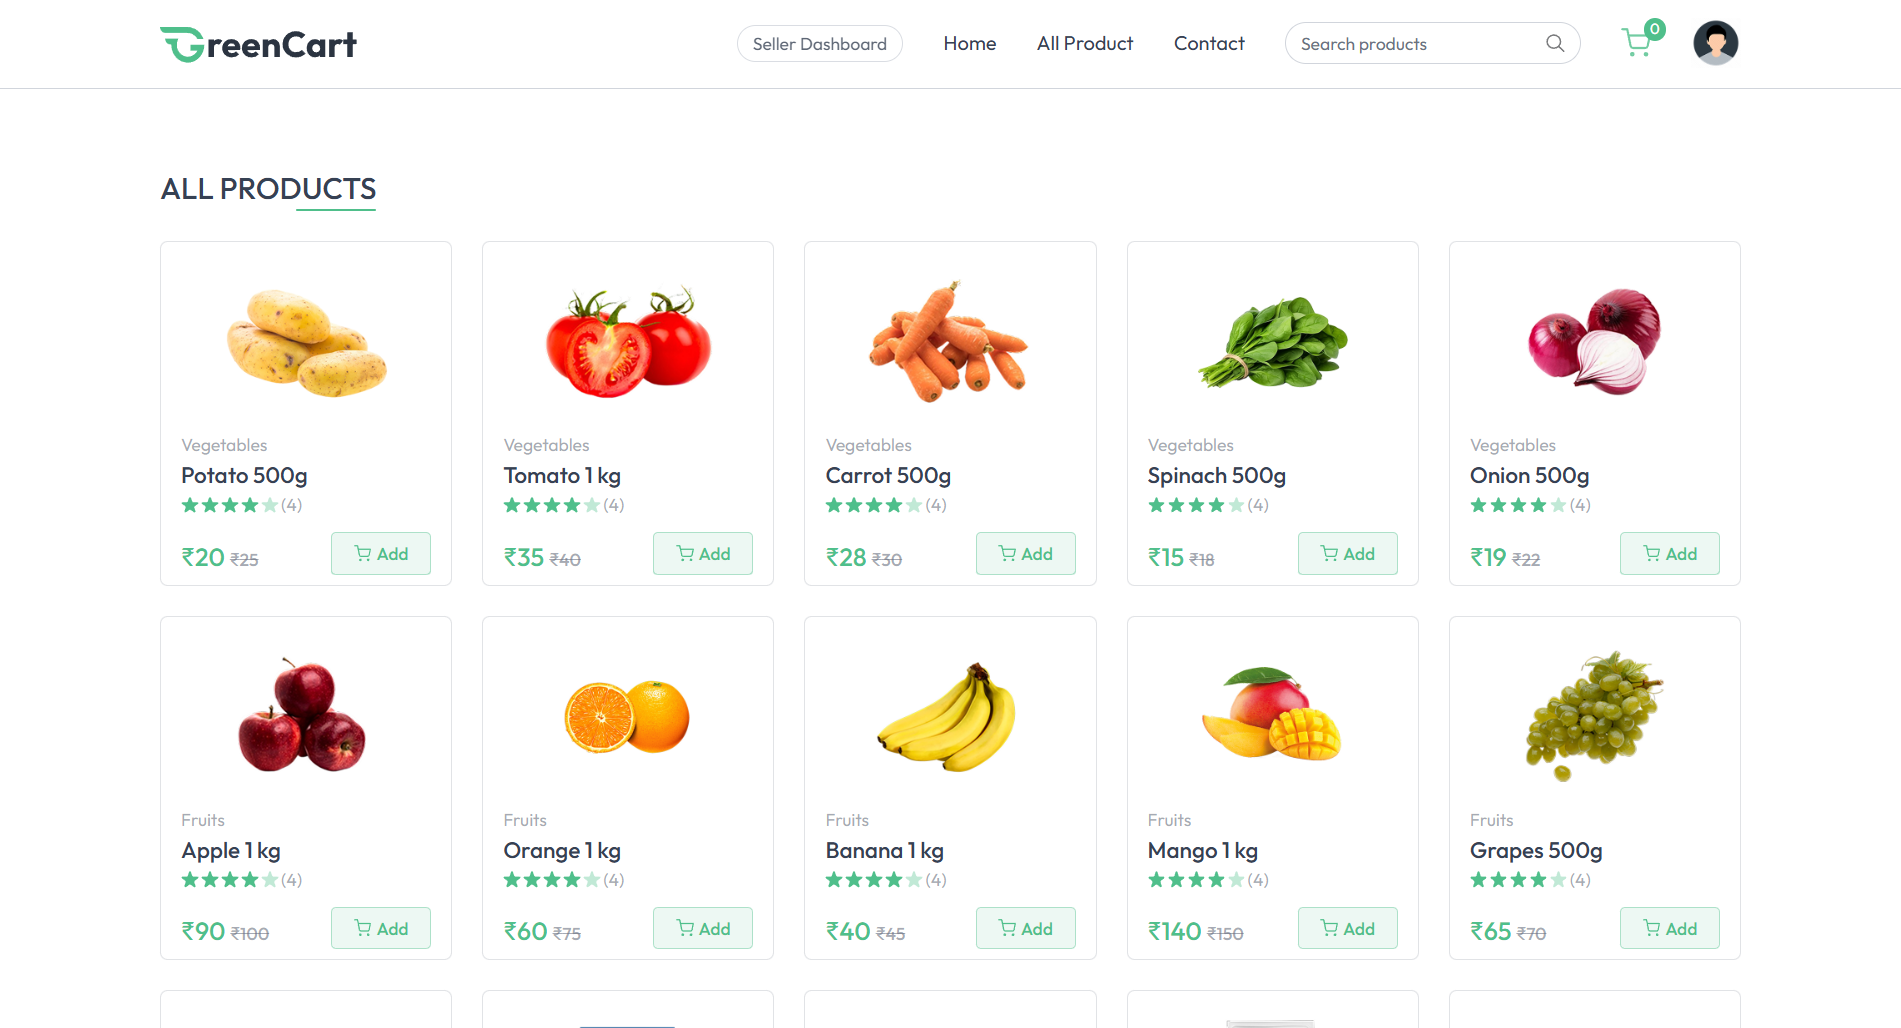 GreenCart
Seller Dashboard
Home
All Product
Contact
Search products
0
ALL PRODUCTS
Vegetables
Potato 500g
(4)
₹20 ₹25
Add
Vegetables
Tomato 1 kg
(4)
₹35 ₹40
Add
Vegetables
Carrot 500g
(4)
₹28 ₹30
Add
Vegetables
Spinach 500g
(4)
₹15 ₹18
Add
Vegetables
Onion 500g
(4)
₹19 ₹22
Add
Fruits
Apple 1 kg
(4)
₹90 ₹100
Add
Fruits
Orange 1 kg
(4)
₹60 ₹75
Add
Fruits
Banana 1 kg
(4)
₹40 ₹45
Add
Fruits
Mango 1 kg
(4)
₹140 ₹150
Add
Fruits
Grapes 500g
(4)
₹65 ₹70
Add